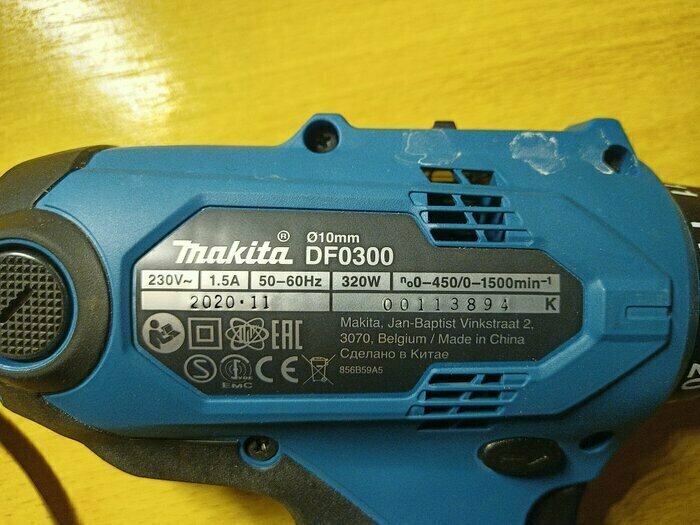 makita® Ø10mm DF0300
230V~ 1.5A 50-60Hz 320W n₀0-450/0-1500min⁻¹
2020·11 00113894 K
Makita, Jan-Baptist Vinkstraat 2,
3070, Belgium / Made in China
Сделано в Китае
856B59A5
EAC
S VDE CE
EMC